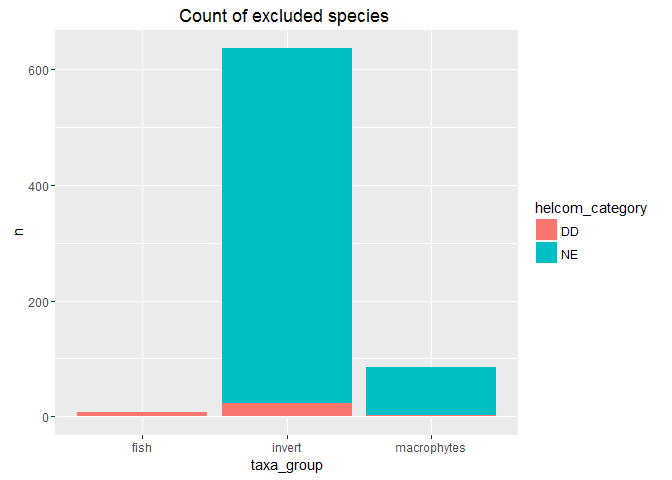 Count of excluded species
600
400
200
0
n
fish invert macrophytes
taxa_group
helcom_category
DD
NE